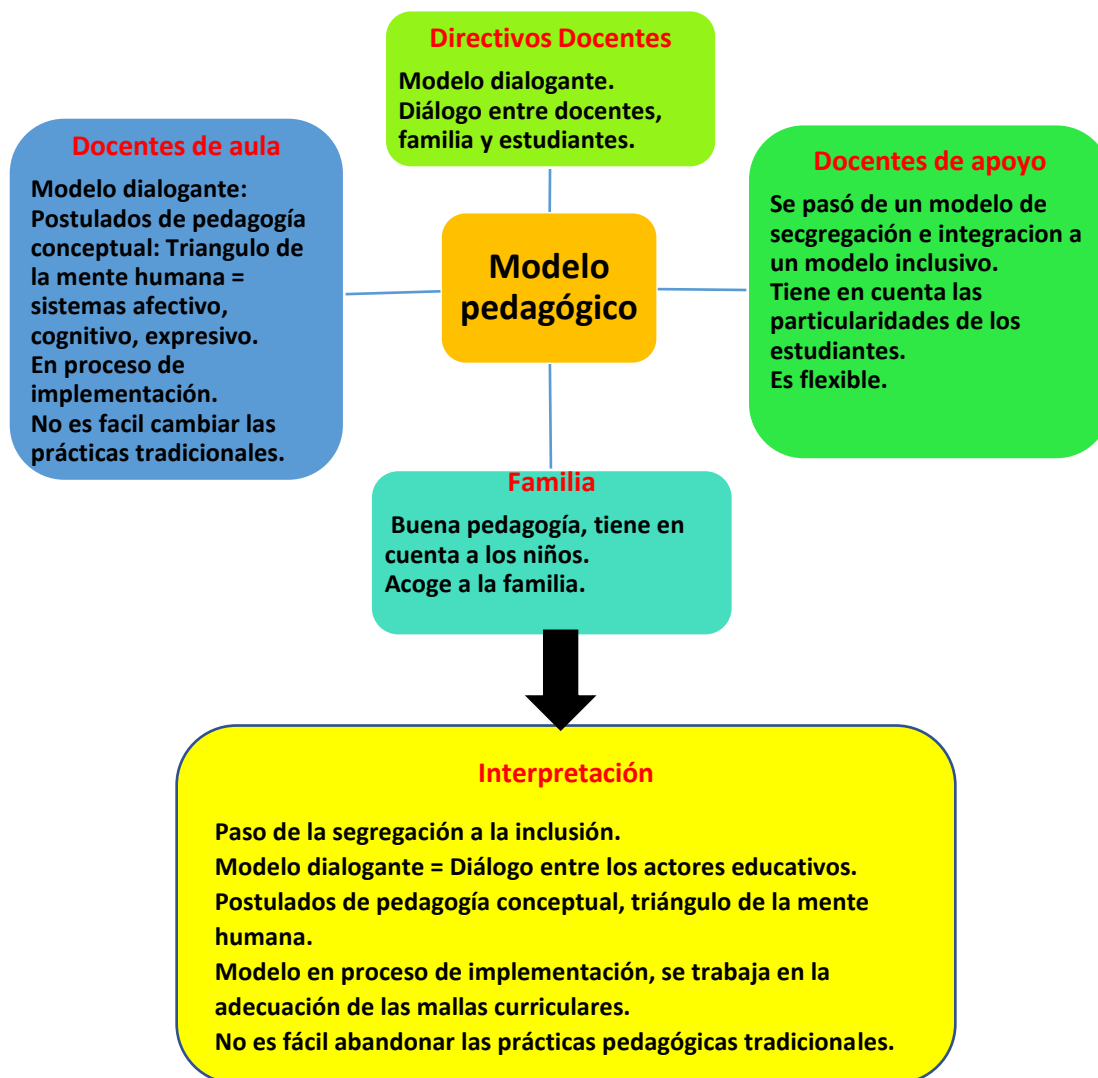 Directivos Docentes
Modelo dialogante.
Diálogo entre docentes,
familia y estudiantes.
Docentes de aula
Modelo dialogante:
Postulados de pedagogía
conceptual: Triangulo de
la mente humana =
sistemas afectivo,
cognitivo, expresivo.
En proceso de
implementación.
No es facil cambiar las
prácticas tradicionales.
Modelo
pedagógico
Docentes de apoyo
Se pasó de un modelo de
secgregación e integracion a
un modelo inclusivo.
Tiene en cuenta las
particularidades de los
estudiantes.
Es flexible.
Familia
Buena pedagogía, tiene en
cuenta a los niños.
Acoge a la familia.
Interpretación
Paso de la segregación a la inclusión.
Modelo dialogante = Diálogo entre los actores educativos.
Postulados de pedagogía conceptual, triángulo de la mente
humana.
Modelo en proceso de implementación, se trabaja en la
adecuación de las mallas curriculares.
No es fácil abandonar las prácticas pedagógicas tradicionales.